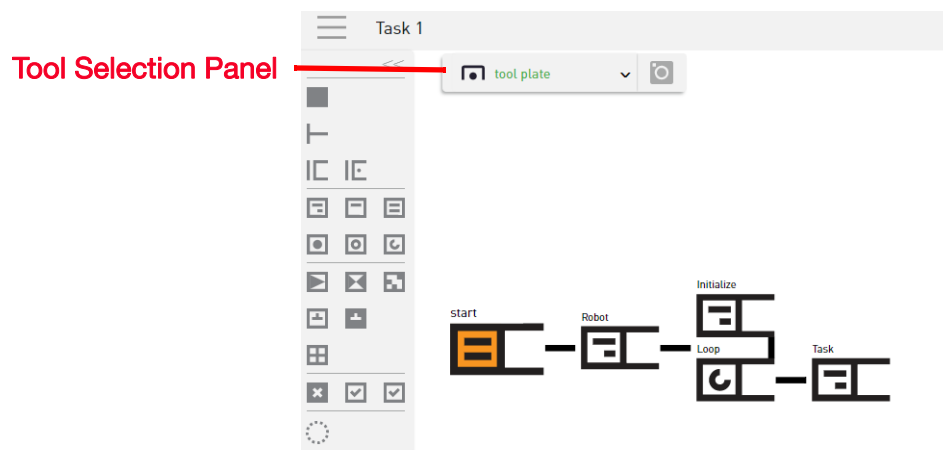 Task 1
Tool Selection Panel
<<
tool plate
Initialize
start
Robot
Loop
Task